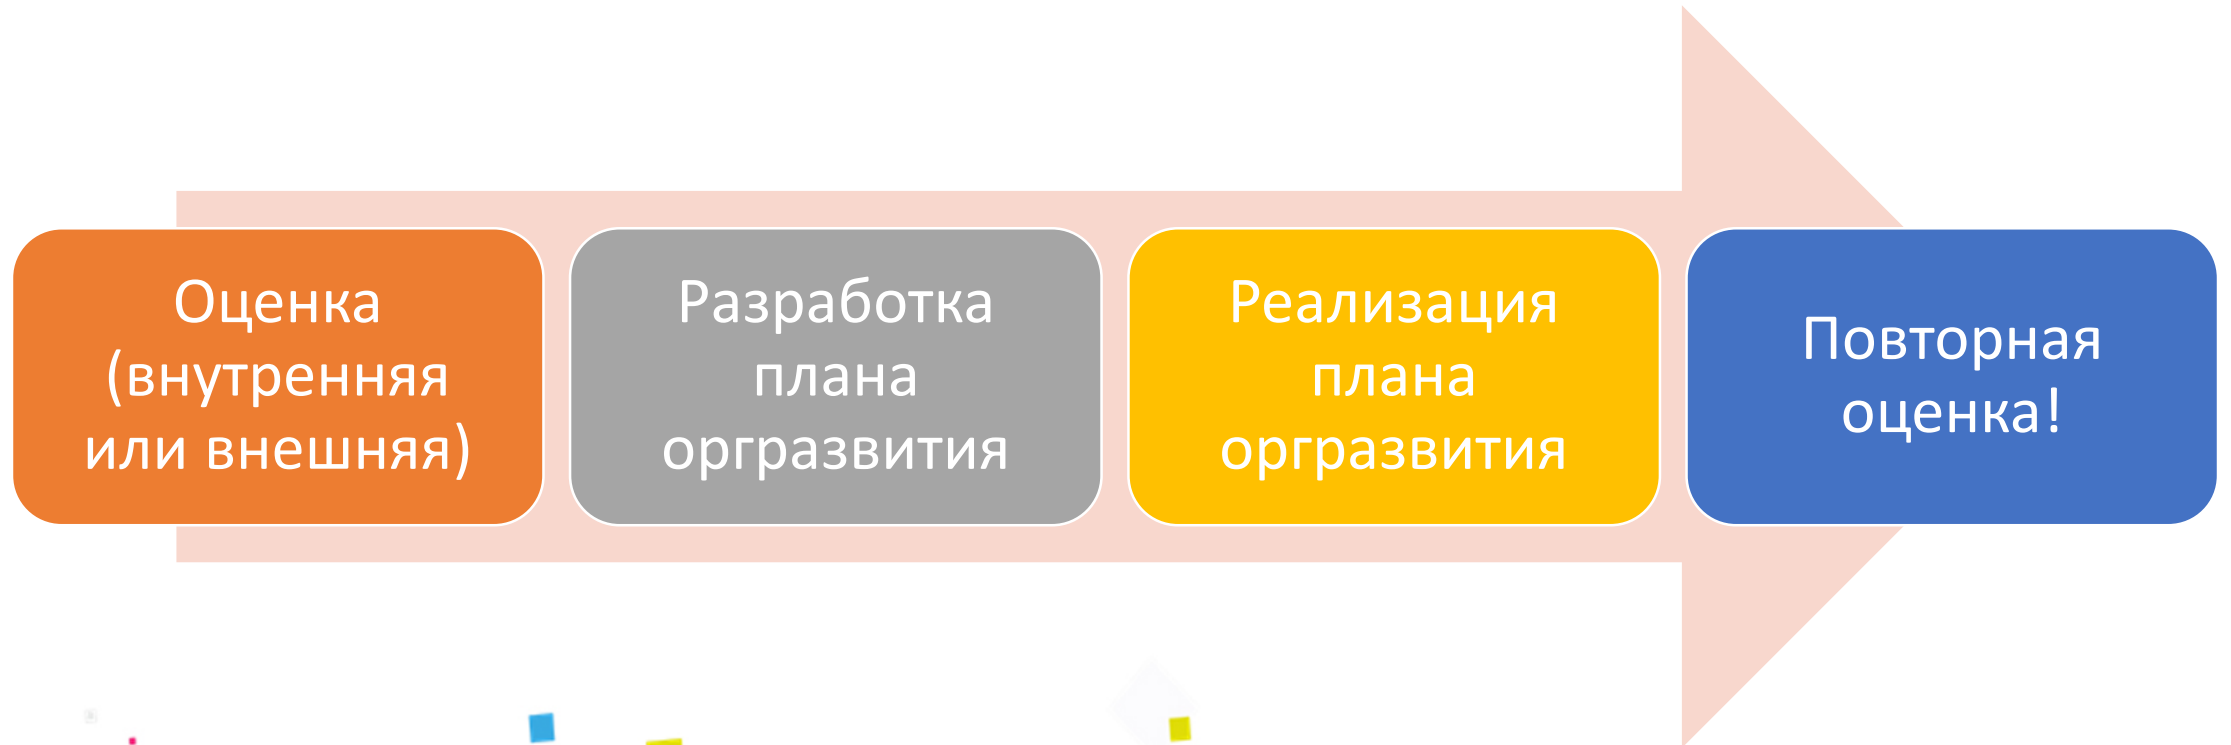 Оценка
(внутренняя
или внешняя)
Разработка
плана
оргразвития
Реализация
плана
оргразвития
Повторная
оценка!